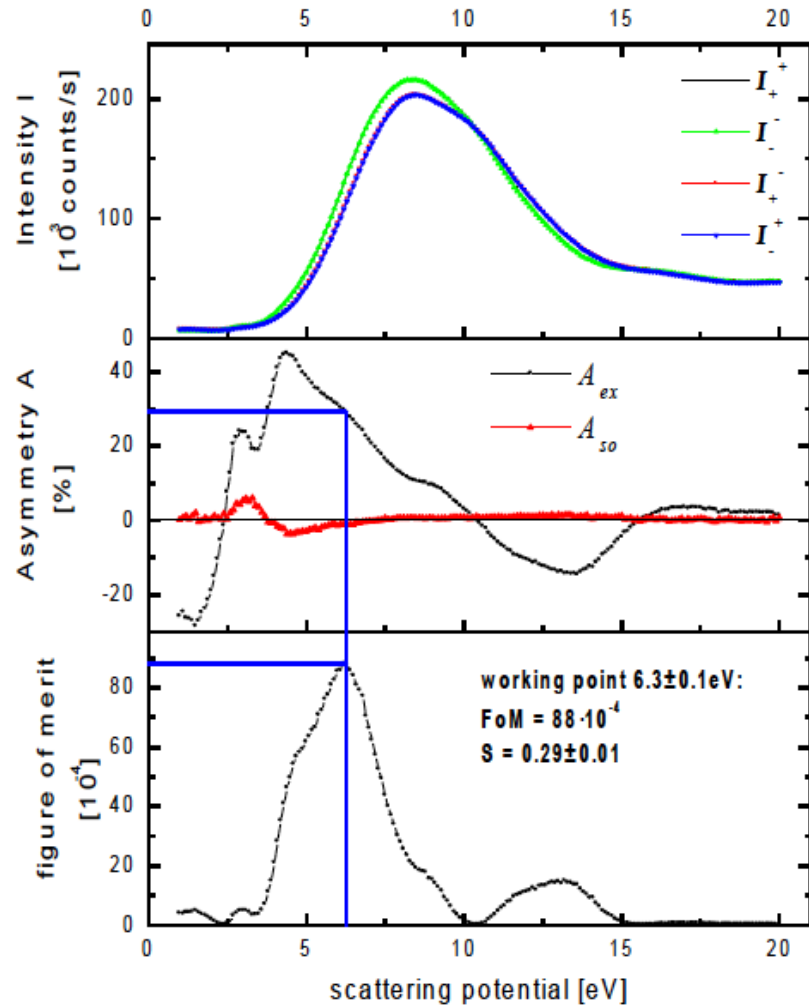 0 5 10 15 20
Intensity I
[10³ counts/s]
200
100
0
I₊⁺
I₋⁻
I₊⁻
I₋⁺
Asymmetry A
[%]
40
20
0
-20
A_ex
A_so
figure of merit
[10⁻⁴]
80
60
40
20
0
working point 6.3±0.1eV:
FoM = 88·10⁻⁴
S = 0.29±0.01
0 5 10 15 20
scattering potential [eV]